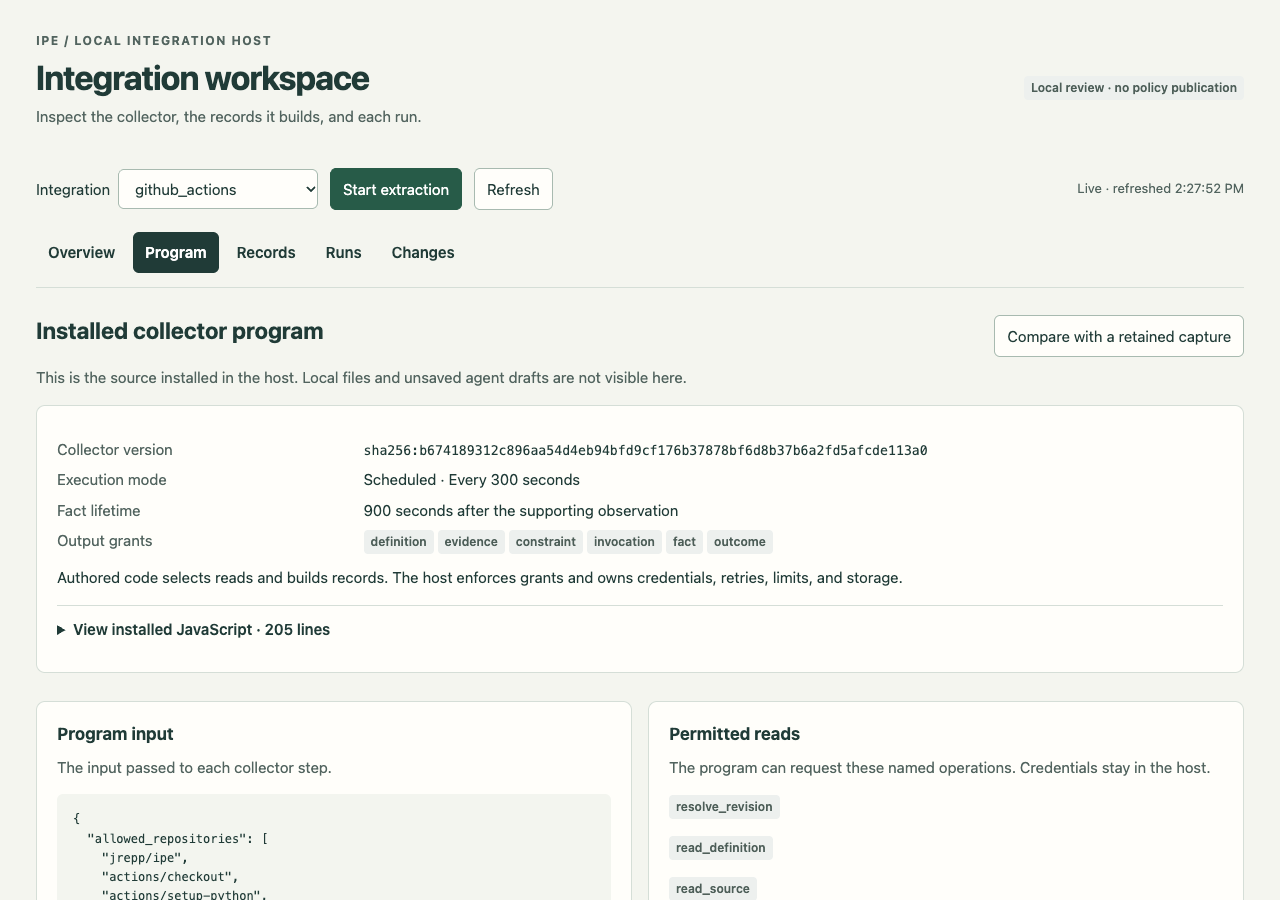 IPE / LOCAL INTEGRATION HOST
Integration workspace
Local review · no policy publication
Inspect the collector, the records it builds, and each run.
Integration github_actions Start extraction Refresh Live · refreshed 2:27:52 PM
Overview Program Records Runs Changes
Installed collector program
Compare with a retained capture
This is the source installed in the host. Local files and unsaved agent drafts are not visible here.
Collector version sha256:b674189312c896aa54d4eb94bfd9cf176b37878bf6d8b37b6a2fd5afcde113a0
Execution mode Scheduled · Every 300 seconds
Fact lifetime 900 seconds after the supporting observation
Output grants definition evidence constraint invocation fact outcome
Authored code selects reads and builds records. The host enforces grants and owns credentials, retries, limits, and storage.
View installed JavaScript · 205 lines
Program input
The input passed to each collector step.
{
"allowed_repositories": [
"jrepp/ipe",
"actions/checkout",
"actions/setup-python",
Permitted reads
The program can request these named operations. Credentials stay in the host.
resolve_revision
read_definition
read_source